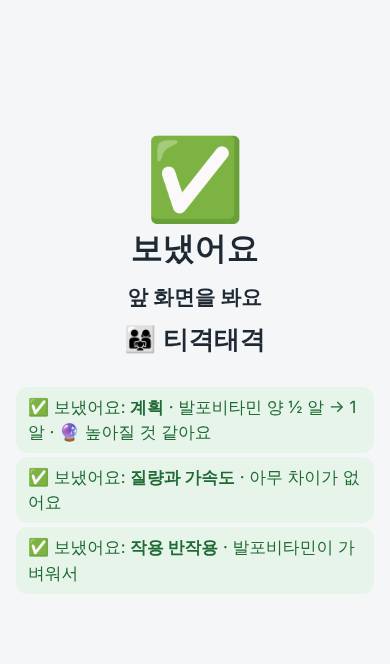 ✅
보냈어요
앞 화면을 봐요
👨‍👩‍👧 티격태격
✅ 보냈어요: 계획 · 발포비타민 양 ½ 알 → 1
알 · 🔮 높아질 것 같아요
✅ 보냈어요: 질량과 가속도 · 아무 차이가 없
어요
✅ 보냈어요: 작용 반작용 · 발포비타민이 가
벼워서